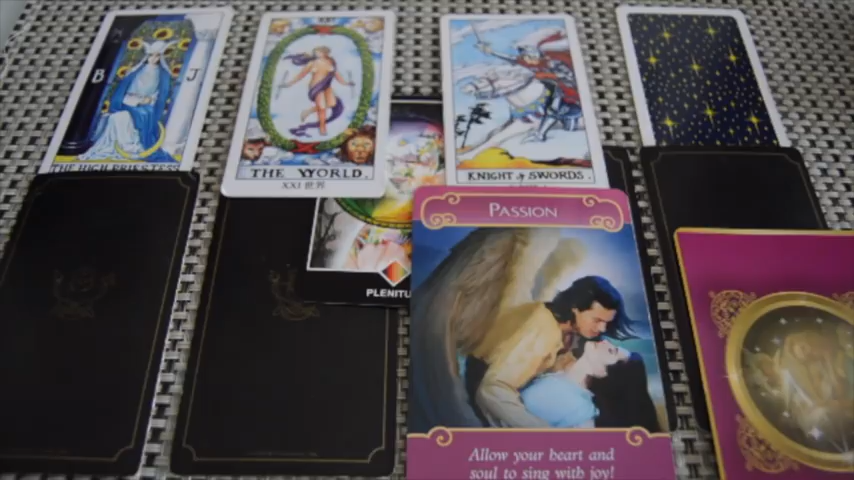 B J
THE HIGH PRIESTESS
XXI
THE WORLD.
XXI 世界
KNIGHT of SWORDS.
PLENITU
PASSION
Allow your heart and
soul to sing with joy!